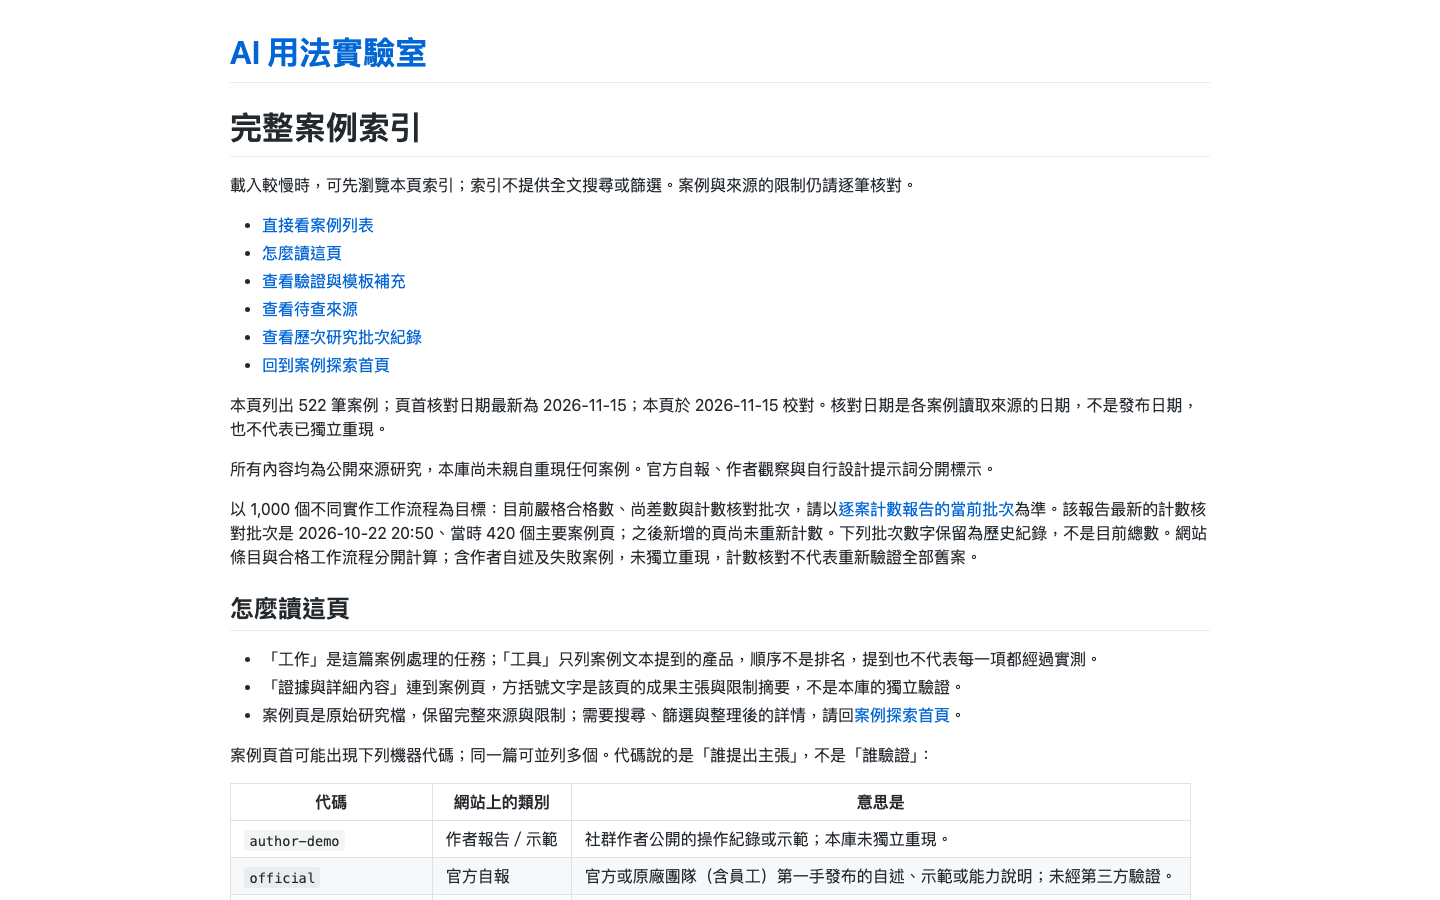 AI 用法實驗室
完整案例索引
載入較慢時，可先瀏覽本頁索引；索引不提供全文搜尋或篩選。案例與來源的限制仍請逐筆核對。
直接看案例列表
怎麼讀這頁
查看驗證與模板補充
查看待查來源
查看歷次研究批次紀錄
回到案例探索首頁
本頁列出 522 筆案例；頁首核對日期最新為 2026-11-15；本頁於 2026-11-15 校對。核對日期是各案例讀取來源的日期，不是發布日期，
也不代表已獨立重現。
所有內容均為公開來源研究，本庫尚未親自重現任何案例。官方自報、作者觀察與自行設計提示詞分開標示。
以 1,000 個不同實作工作流程為目標：目前嚴格合格數、尚差數與計數核對批次，請以逐案計數報告的當前批次為準。該報告最新的計數核
對批次是 2026-10-22 20:50、當時 420 個主要案例頁；之後新增的頁尚未重新計數。下列批次數字保留為歷史紀錄，不是目前總數。網站
條目與合格工作流程分開計算；含作者自述及失敗案例，未獨立重現，計數核對不代表重新驗證全部舊案。
怎麼讀這頁
「工作」是這篇案例處理的任務；「工具」只列案例文本提到的產品，順序不是排名，提到也不代表每一項都經過實測。
「證據與詳細內容」連到案例頁，方括號文字是該頁的成果主張與限制摘要，不是本庫的獨立驗證。
案例頁是原始研究檔，保留完整來源與限制；需要搜尋、篩選與整理後的詳情，請回案例探索首頁。
案例頁首可能出現下列機器代碼；同一篇可並列多個。代碼說的是「誰提出主張」，不是「誰驗證」：
代碼 網站上的類別 意思是
author-demo 作者報告 / 示範 社群作者公開的操作紀錄或示範；本庫未獨立重現。
official 官方自報 官方或原廠團隊（含員工）第一手發布的自述、示範或能力說明；未經第三方驗證。